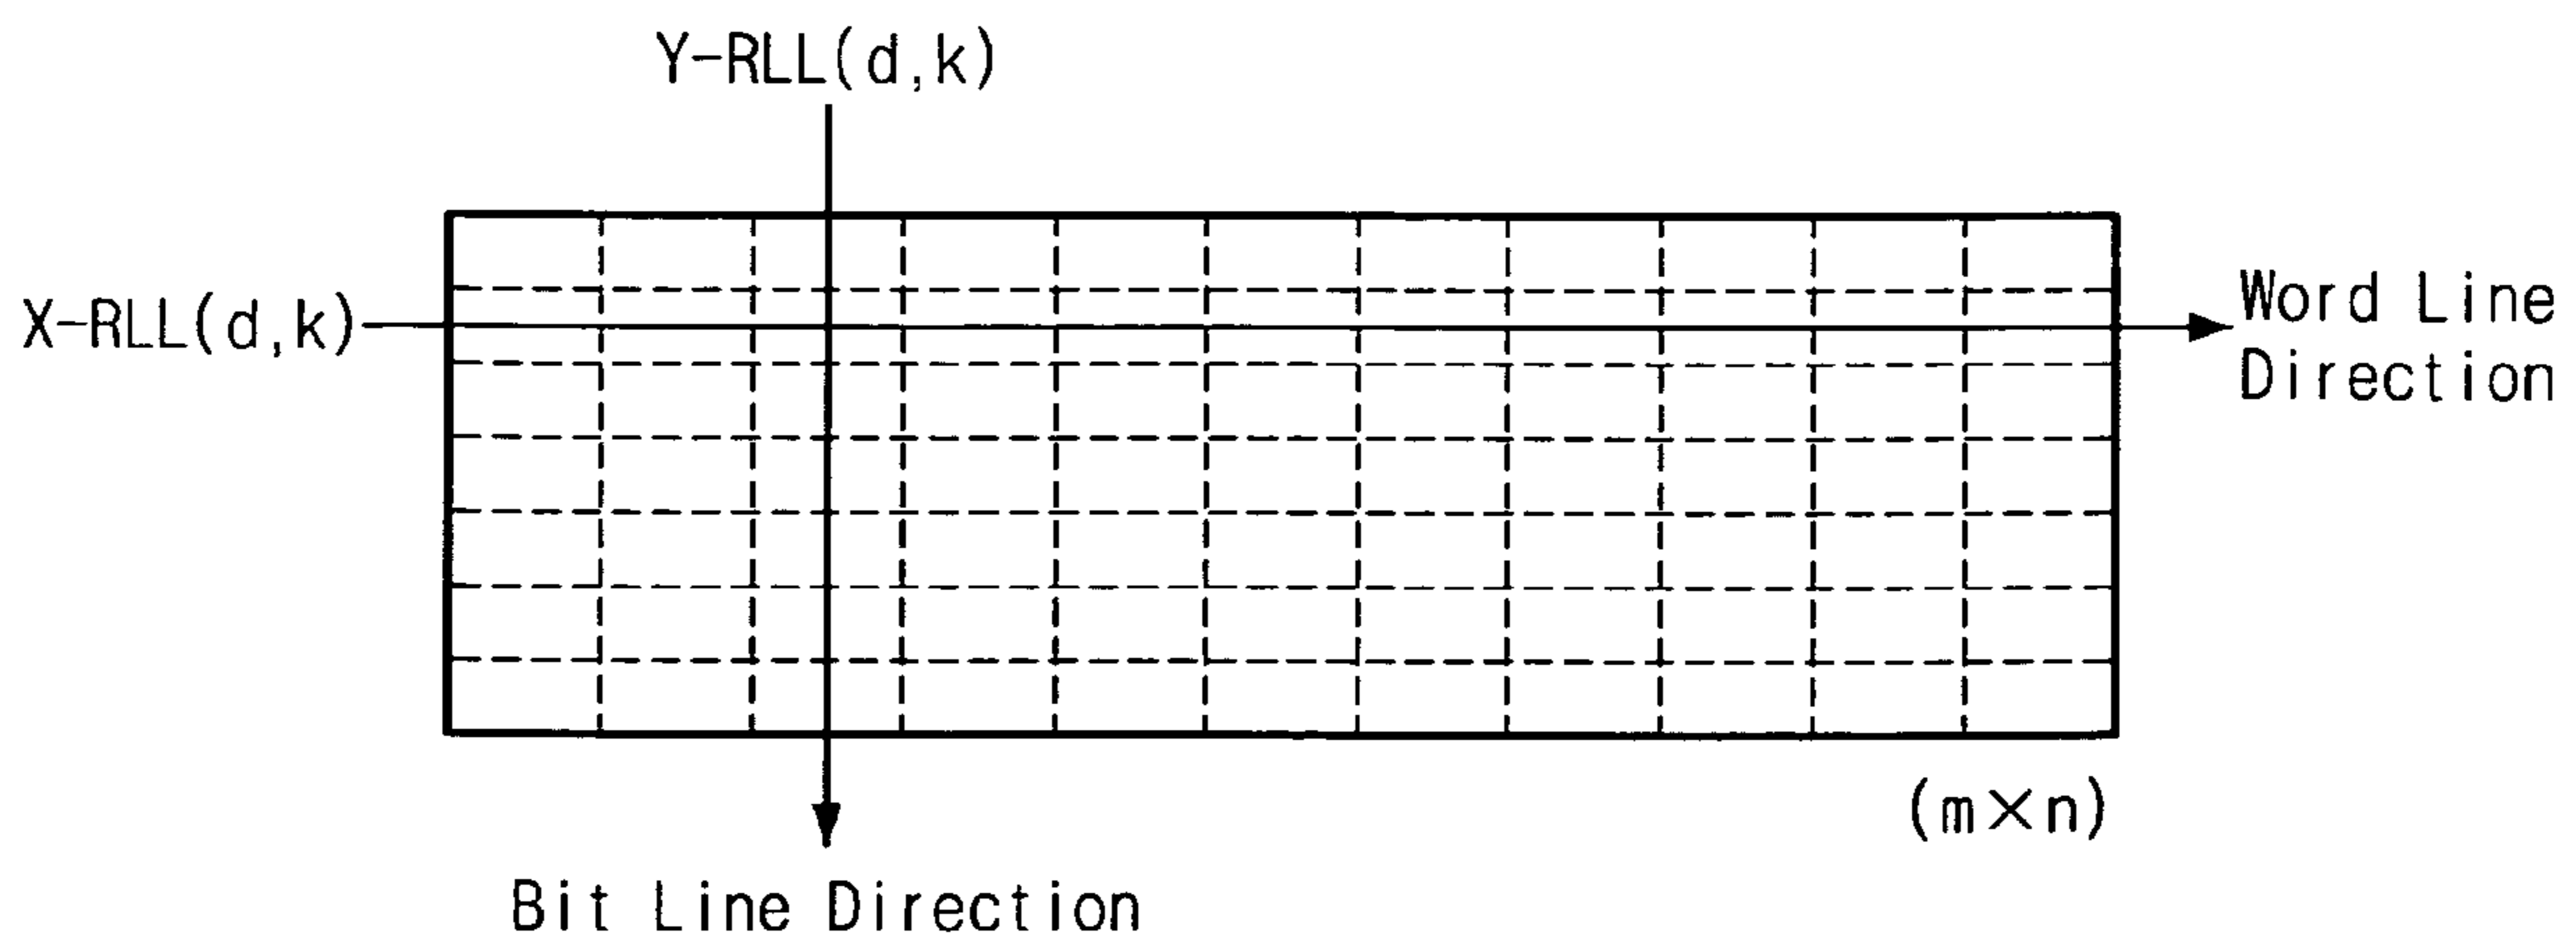 Y-RLL(d,k)
X-RLL(d,k)
Word Line
Direction
(m×n)
Bit Line Direction